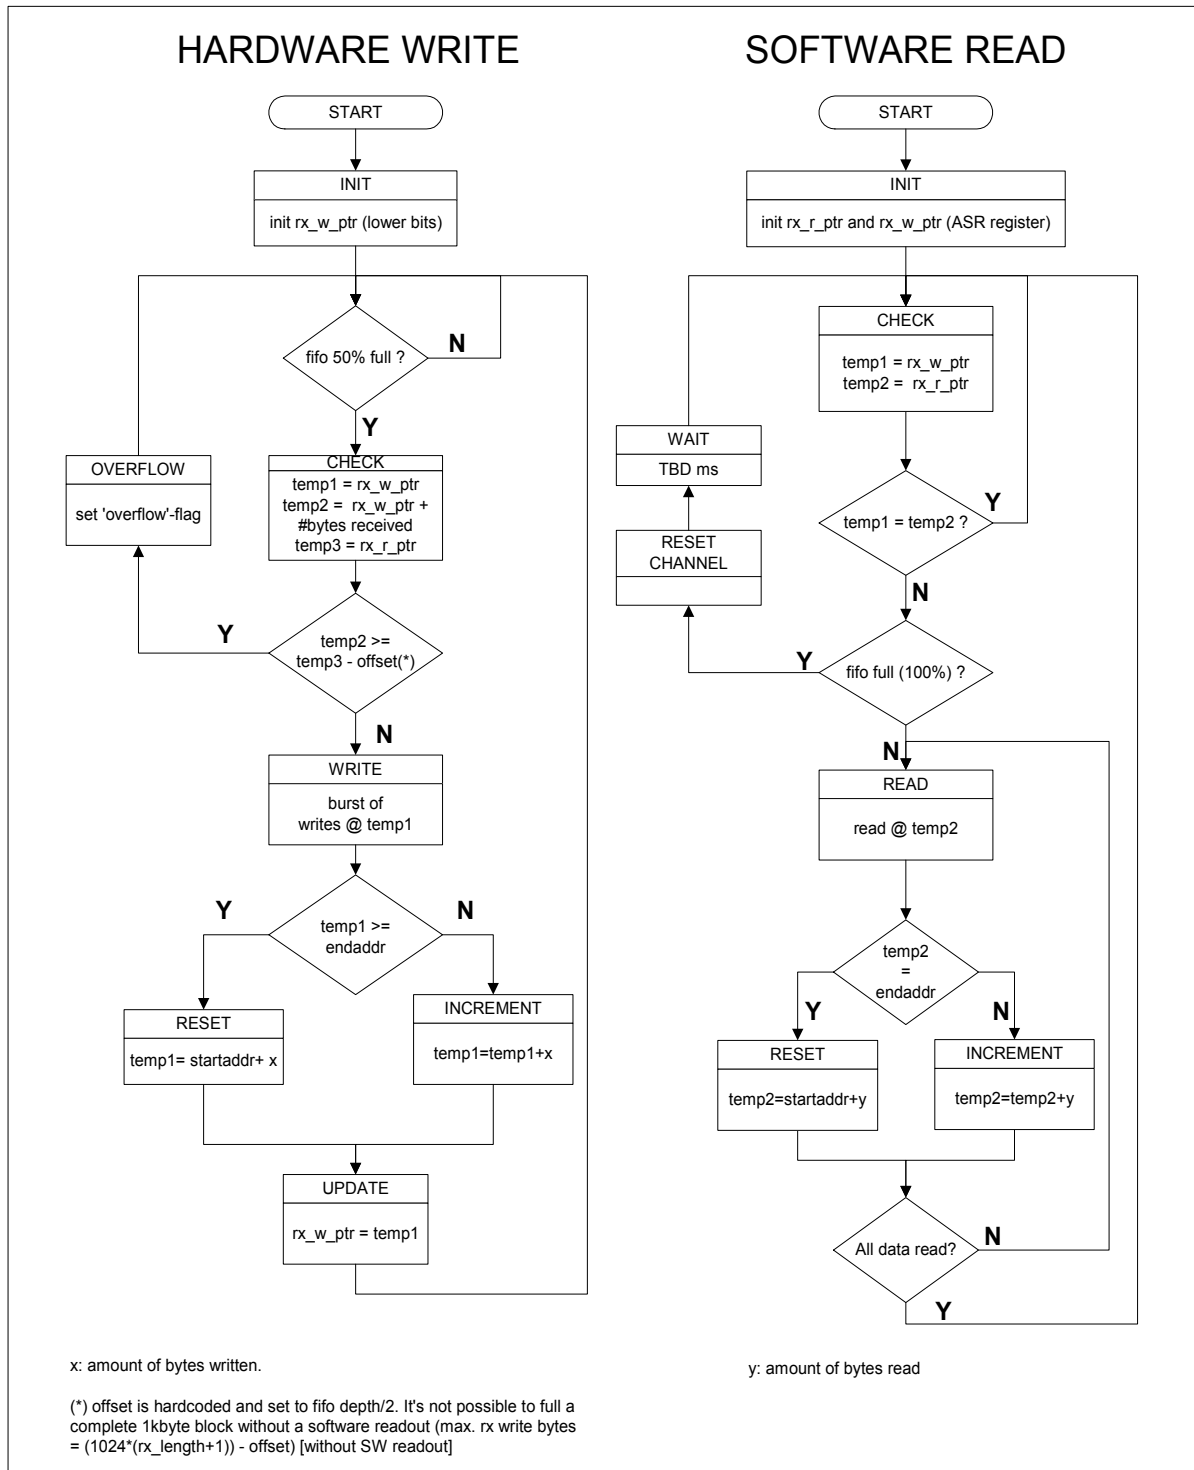 HARDWARE WRITE
START
INIT
init rx_w_ptr (lower bits)
fifo 50% full ?
N
Y
CHECK
temp1 = rx_w_ptr
temp2 =  rx_w_ptr +
#bytes received
temp3 = rx_r_ptr
OVERFLOW
set 'overflow'-flag
Y
temp2 >=
temp3 - offset(*)
N
WRITE
burst of
writes @ temp1
Y
N
temp1 >=
endaddr
RESET
temp1= startaddr+ x
INCREMENT
temp1=temp1+x
UPDATE
rx_w_ptr = temp1
x: amount of bytes written.
(*) offset is hardcoded and set to fifo depth/2. It's not possible to full a
complete 1kbyte block without a software readout (max. rx write bytes
= (1024*(rx_length+1)) - offset) [without SW readout]
SOFTWARE READ
START
INIT
init rx_r_ptr and rx_w_ptr (ASR register)
CHECK
temp1 = rx_w_ptr
temp2 =  rx_r_ptr
WAIT
TBD ms
RESET
CHANNEL
temp1 = temp2 ?
Y
N
Y
fifo full (100%) ?
N
READ
read @ temp2
temp2
=
endaddr
Y
N
RESET
temp2=startaddr+y
INCREMENT
temp2=temp2+y
All data read?
N
Y
y: amount of bytes read